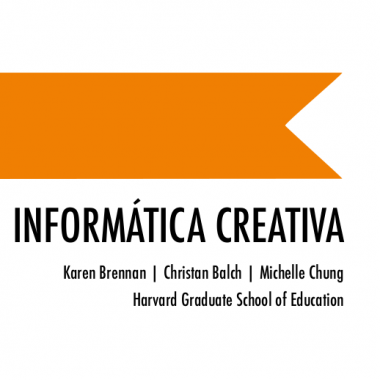 INFORMÁTICA CREATIVA
Karen Brennan | Christan Balch | Michelle Chung
Harvard Graduate School of Education